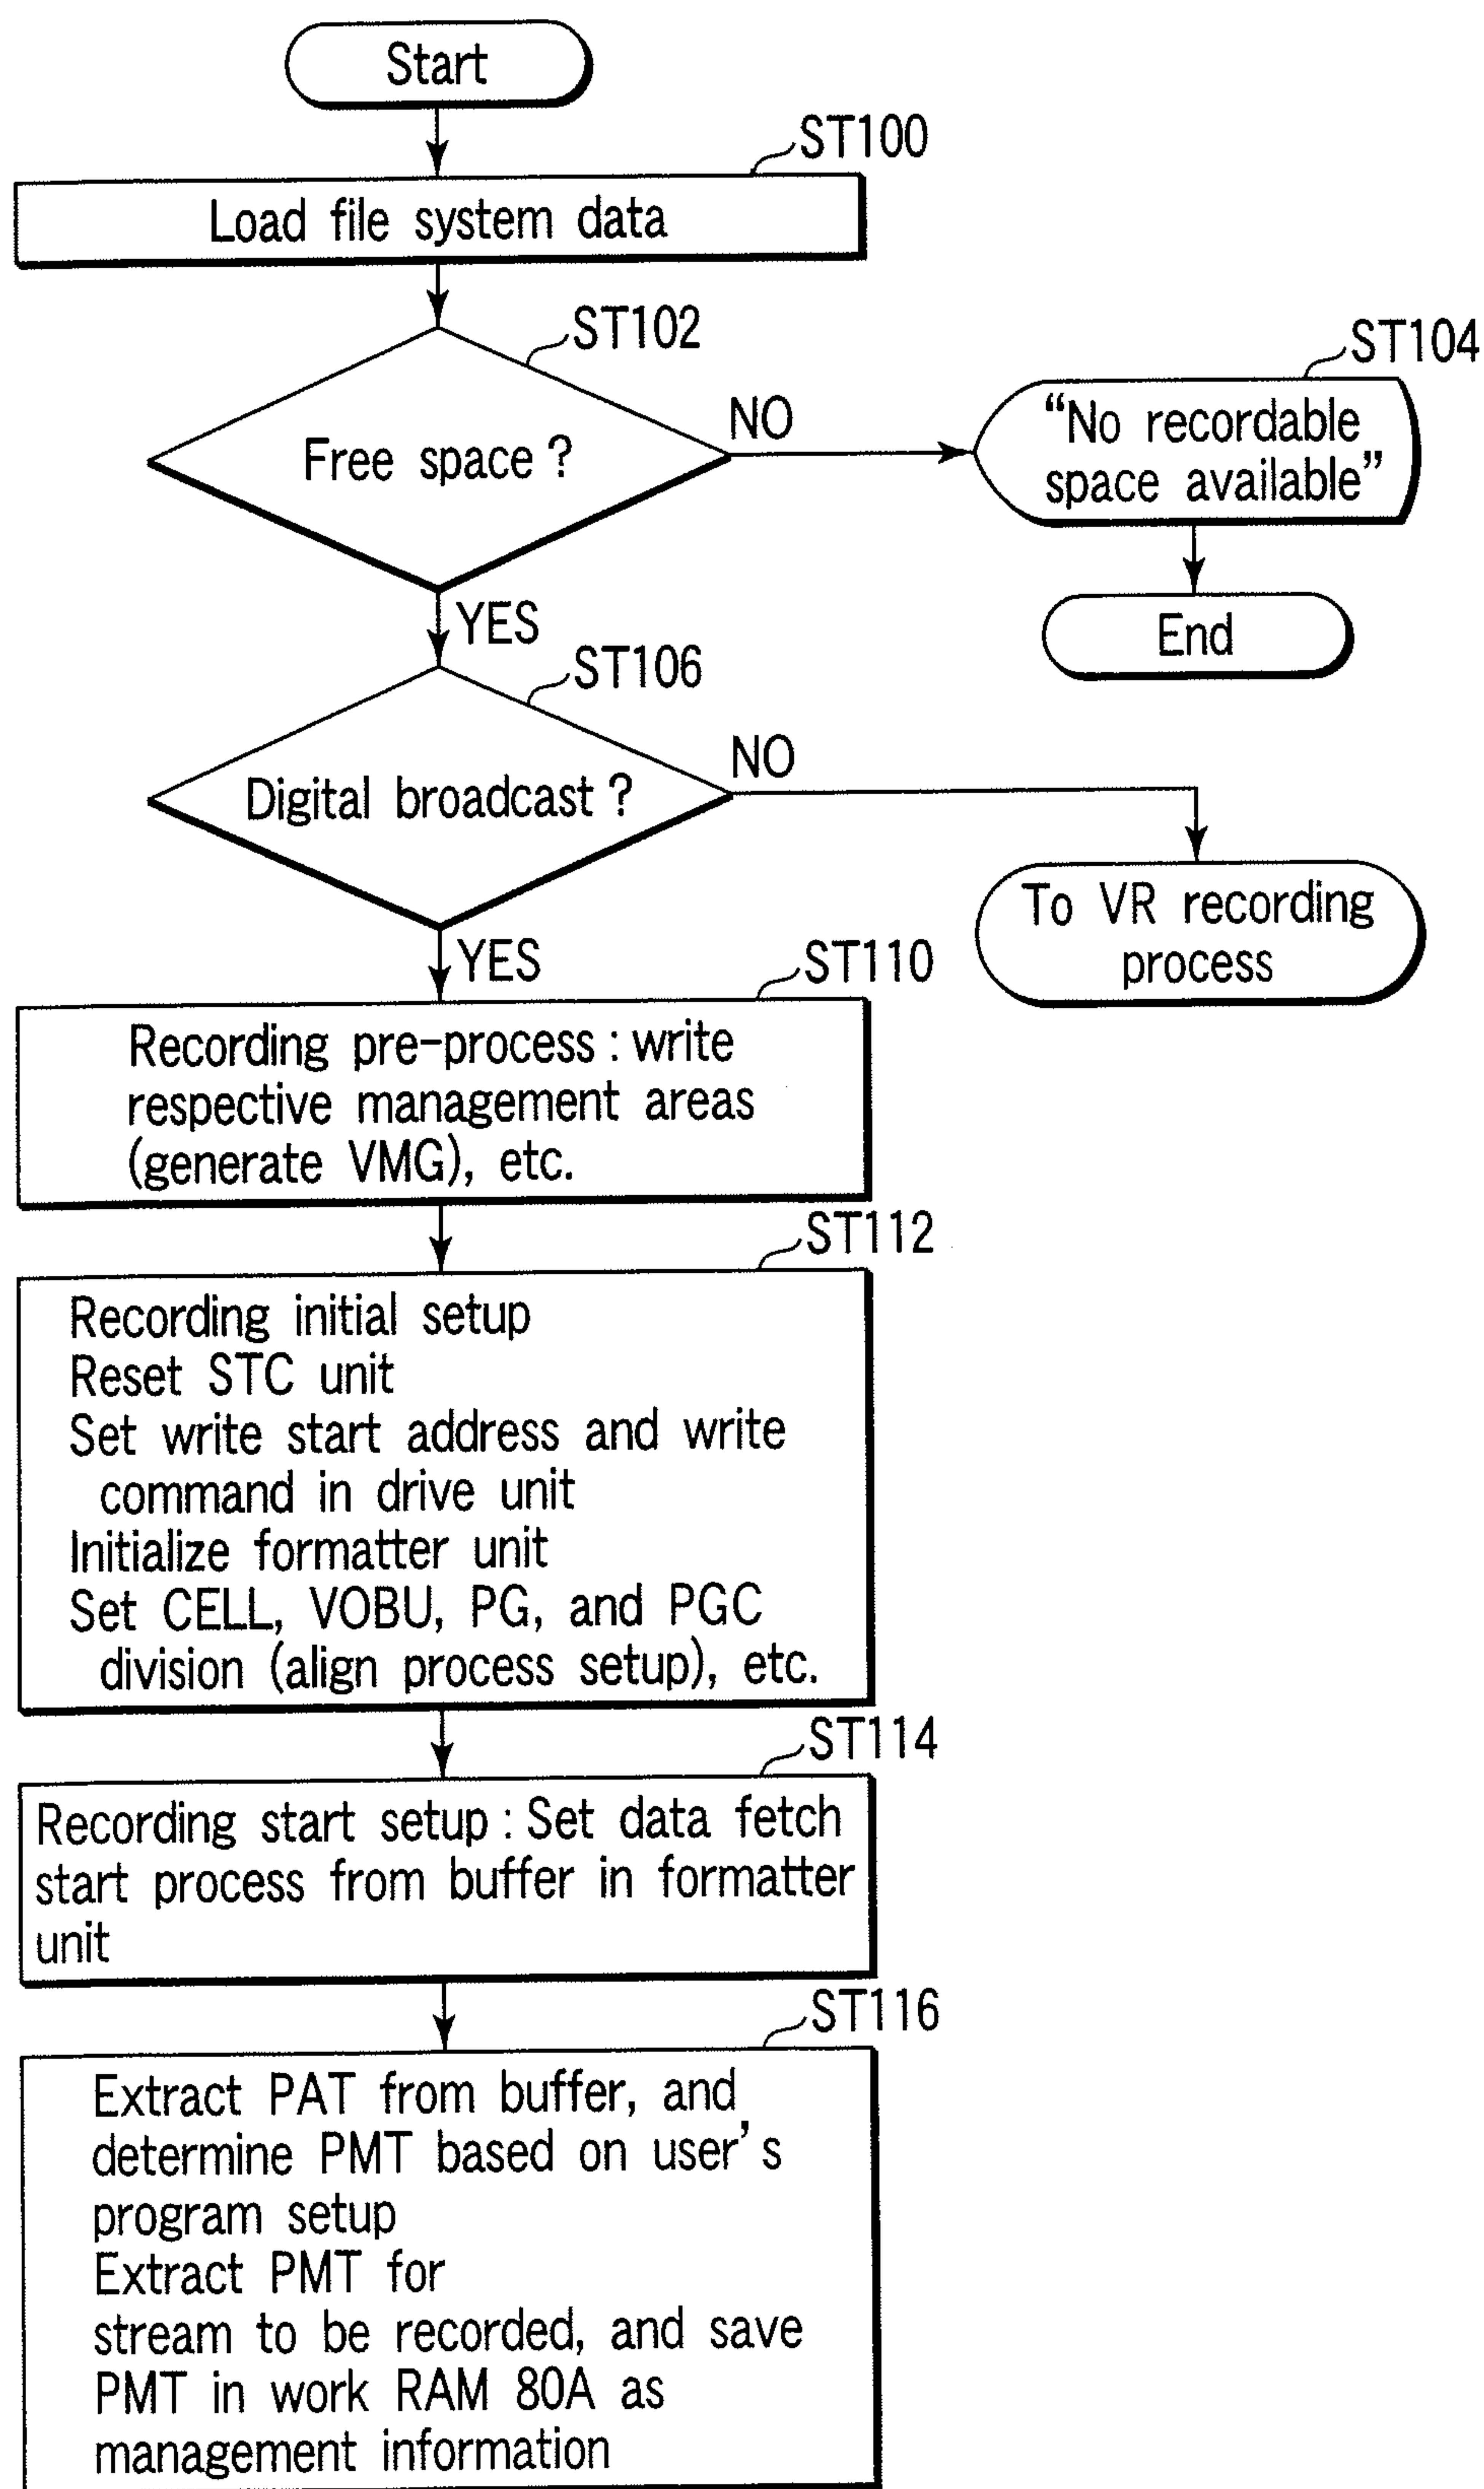 Start
ST100
Load file system data
ST102
Free space ?
NO
ST104
“No recordable
space available”
End
YES
ST106
Digital broadcast ?
NO
To VR recording
process
YES
ST110
Recording pre-process : write
respective management areas
(generate VMG), etc.
ST112
Recording initial setup
Reset STC unit
Set write start address and write
command in drive unit
Initialize formatter unit
Set CELL, VOBU, PG, and PGC
division (align process setup), etc.
ST114
Recording start setup : Set data fetch
start process from buffer in formatter
unit
ST116
Extract PAT from buffer, and
determine PMT based on user's
program setup
Extract PMT for
stream to be recorded, and save
PMT in work RAM 80A as
management information